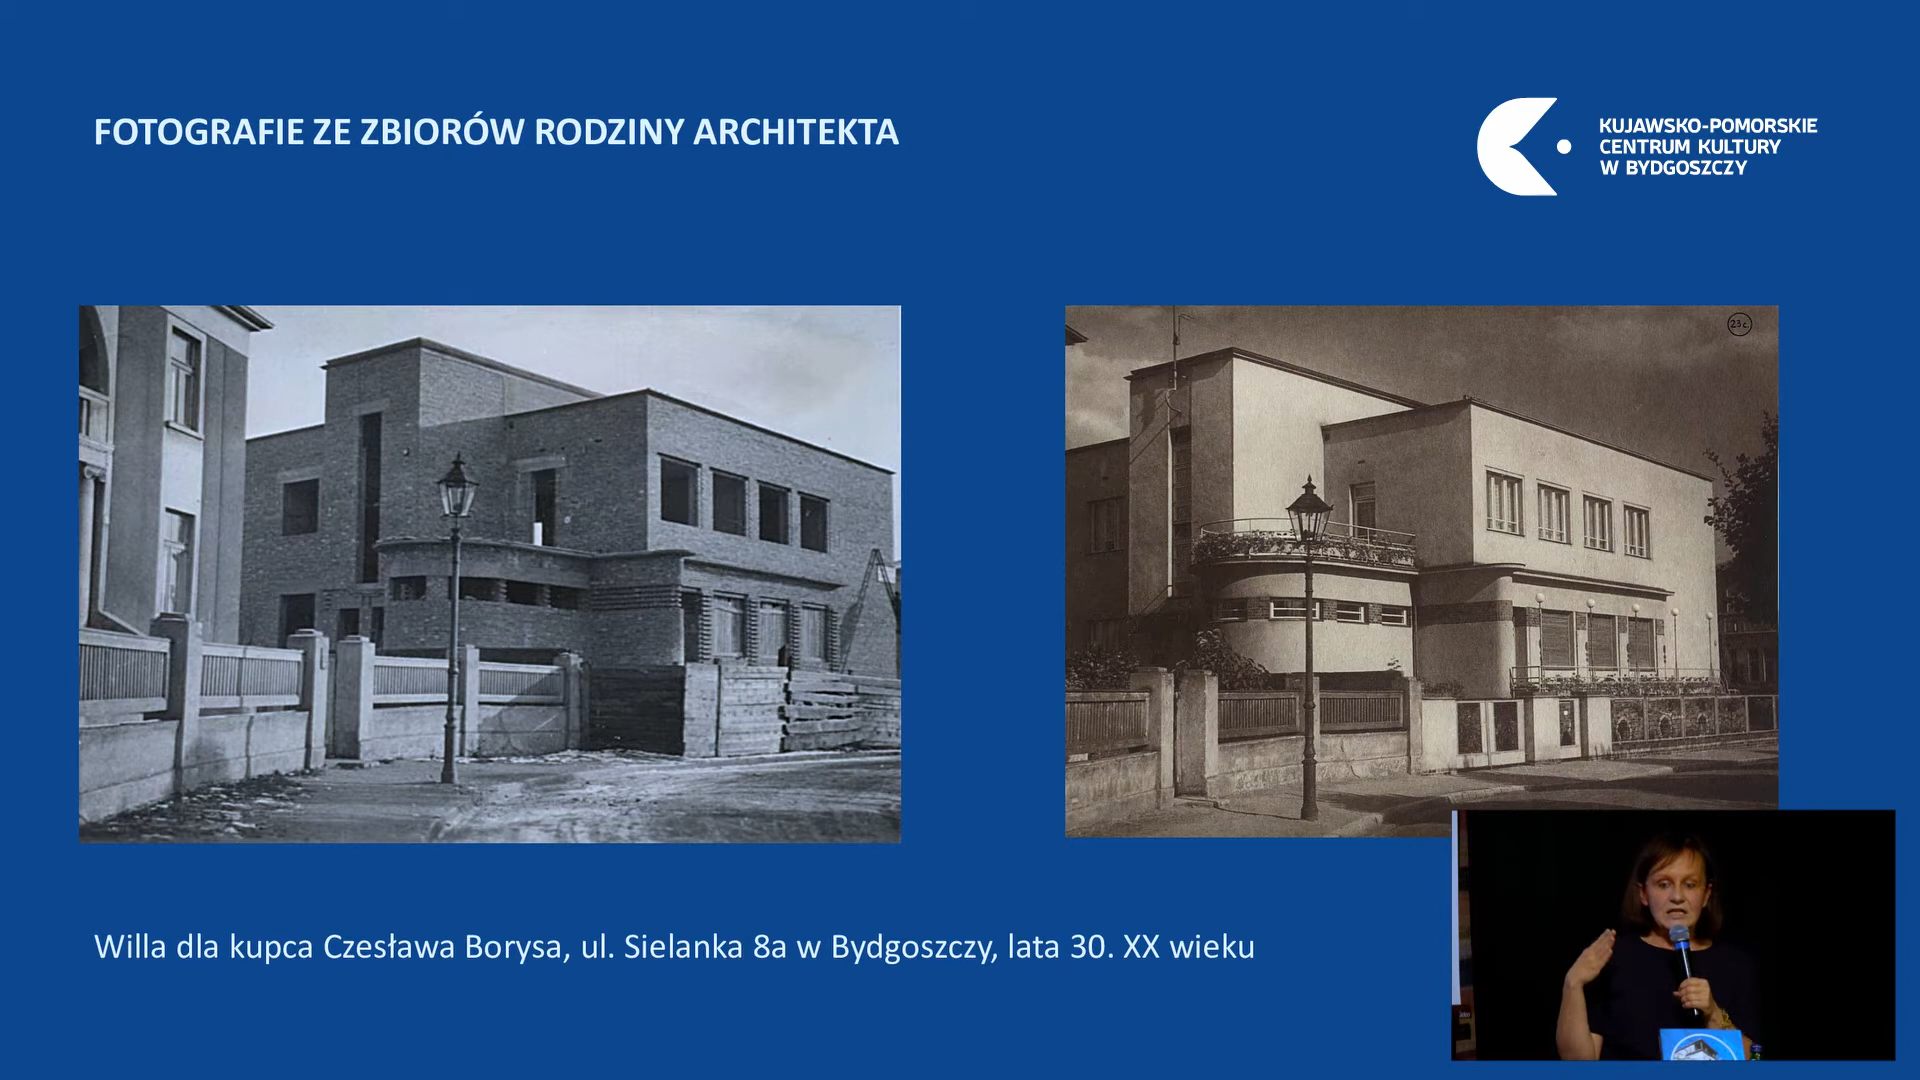 FOTOGRAFIE ZE ZBIORÓW RODZINY ARCHITEKTA
KUJAWSKO-POMORSKIE
CENTRUM KULTURY
W BYDGOSZCZY
23c.
Willa dla kupca Czesława Borysa, ul. Sielanka 8a w Bydgoszczy, lata 30. XX wieku